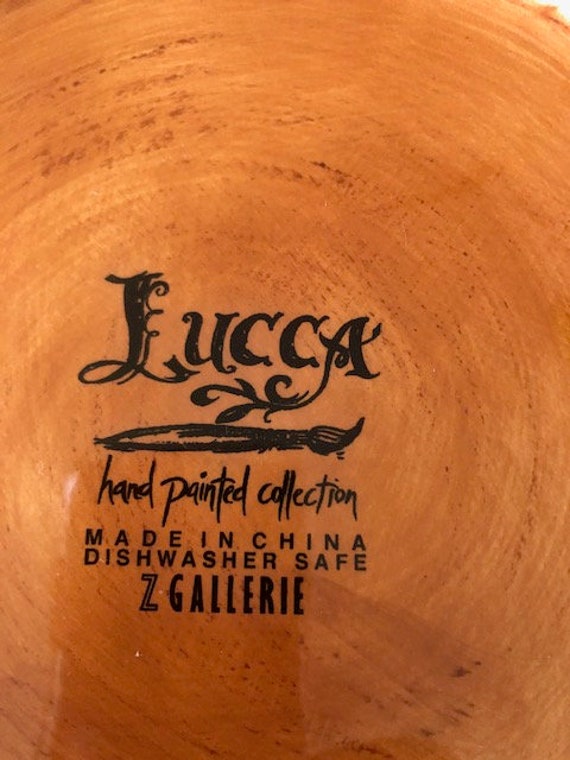 Lucca
hand painted collection
MADE IN CHINA
DISHWASHER SAFE
Z GALLERIE